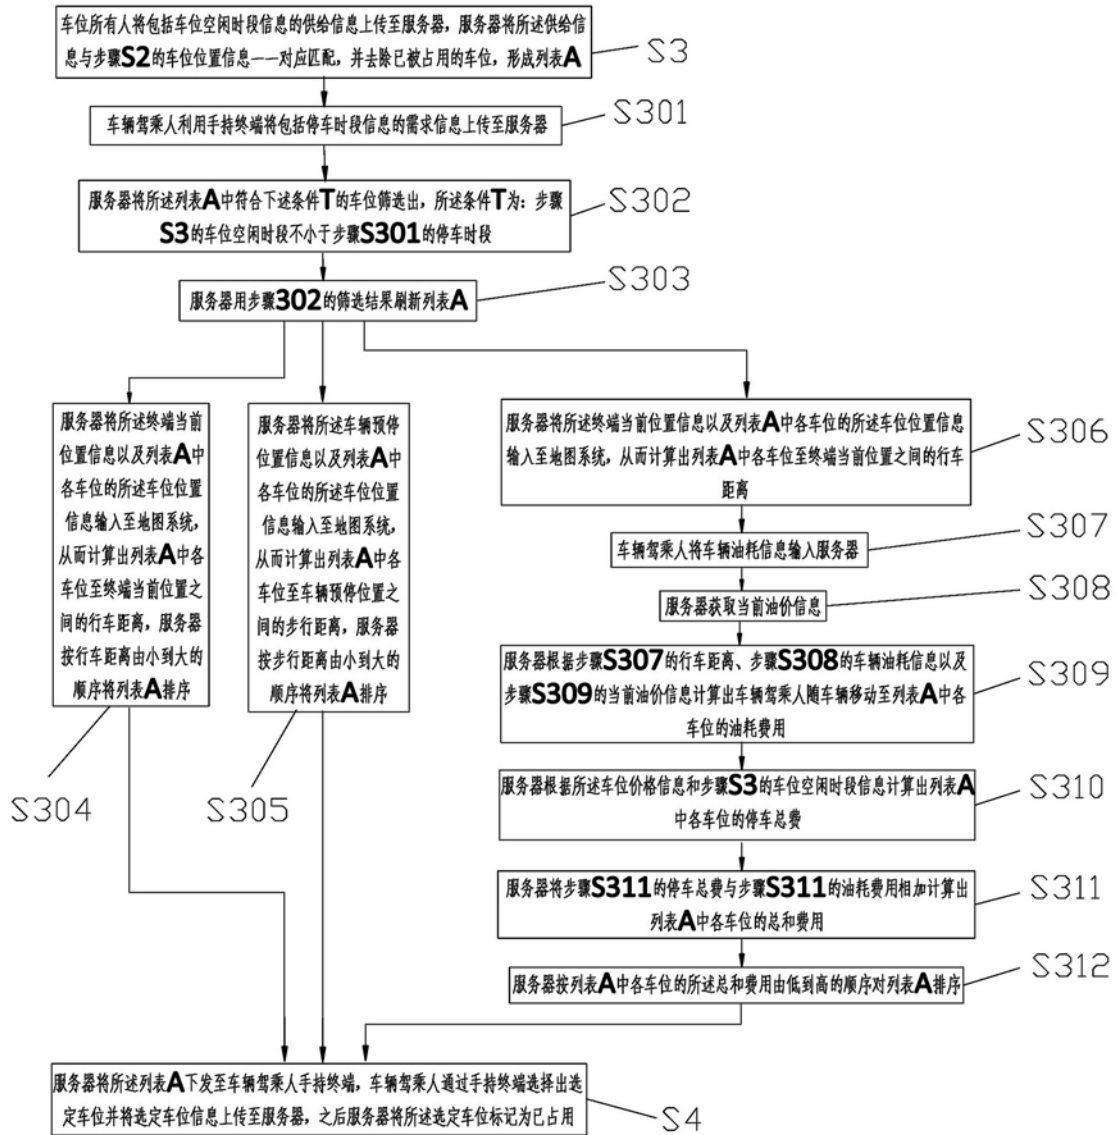 车位所有人将包括车位空闲时段信息的供给信息上传至服务器，服务器将所述供给信
息与步骤S2的车位位置信息一一对应匹配，并去除已被占用的车位，形成列表A
S3
车辆驾乘人利用手持终端将包括停车时段信息的需求信息上传至服务器
S301
服务器将所述列表A中符合下述条件T的车位筛选出，所述条件T为：步骤
S3的车位空闲时段不小于步骤S301的停车时段
S302
服务器用步骤302的筛选结果刷新列表A
S303
服务器将所述终端当前
位置信息以及列表A中
各车位的所述车位位置
信息输入至地图系统，
从而计算出列表A中各
车位至终端当前位置之
间的行车距离，服务器
按行车距离由小到大的
顺序将列表A排序
S304
服务器将所述车辆预停
位置信息以及列表A中
各车位的所述车位位置
信息输入至地图系统，
从而计算出列表A中各
车位至车辆预停位置之
间的步行距离，服务器
按步行距离由小到大的
顺序将列表A排序
S305
服务器将所述终端当前位置信息以及列表A中各车位的所述车位位置信息
输入至地图系统，从而计算出列表A中各车位至终端当前位置之间的行车
距离
S306
车辆驾乘人将车辆油耗信息输入服务器
S307
服务器获取当前油价信息
S308
服务器根据步骤S307的行车距离、步骤S308的车辆油耗信息以及
步骤S309的当前油价信息计算出车辆驾乘人随车辆移动至列表A中各
车位的油耗费用
S309
服务器根据所述车位价格信息和步骤S3的车位空闲时段信息计算出列表A
中各车位的停车总费
S310
服务器将步骤S311的停车总费与步骤S311的油耗费用相加计算出
列表A中各车位的总和费用
S311
服务器按列表A中各车位的所述总和费用由低到高的顺序对列表A排序
S312
服务器将所述列表A下发至车辆驾乘人手持终端，车辆驾乘人通过手持终端选择出选
定车位并将选定车位信息上传至服务器，之后服务器将所述选定车位标记为已占用
S4